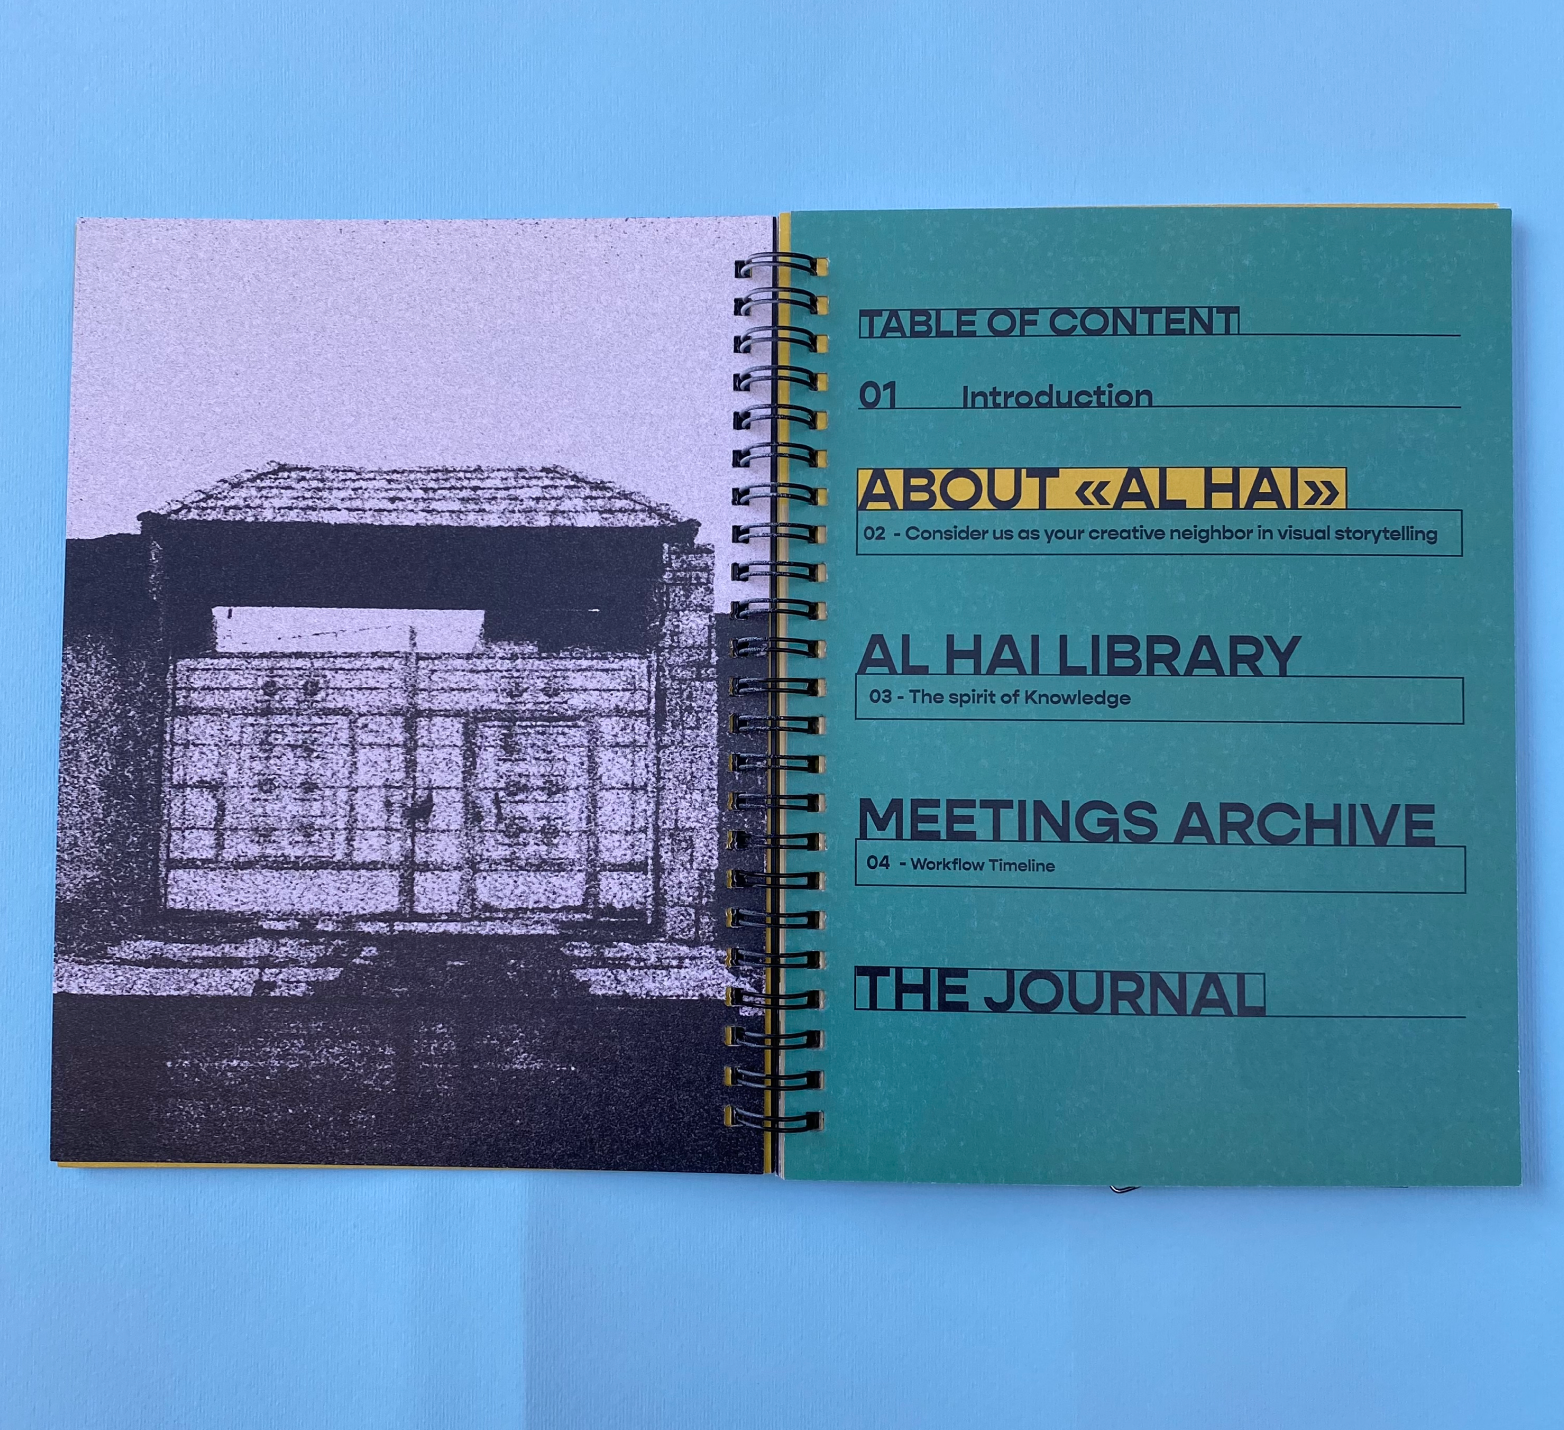 TABLE OF CONTENT
01 Introduction
ABOUT «AL HAI»
02 - Consider us as your creative neighbor in visual storytelling
AL HAI LIBRARY
03 - The spirit of Knowledge
MEETINGS ARCHIVE
04 - Workflow Timeline
THE JOURNAL